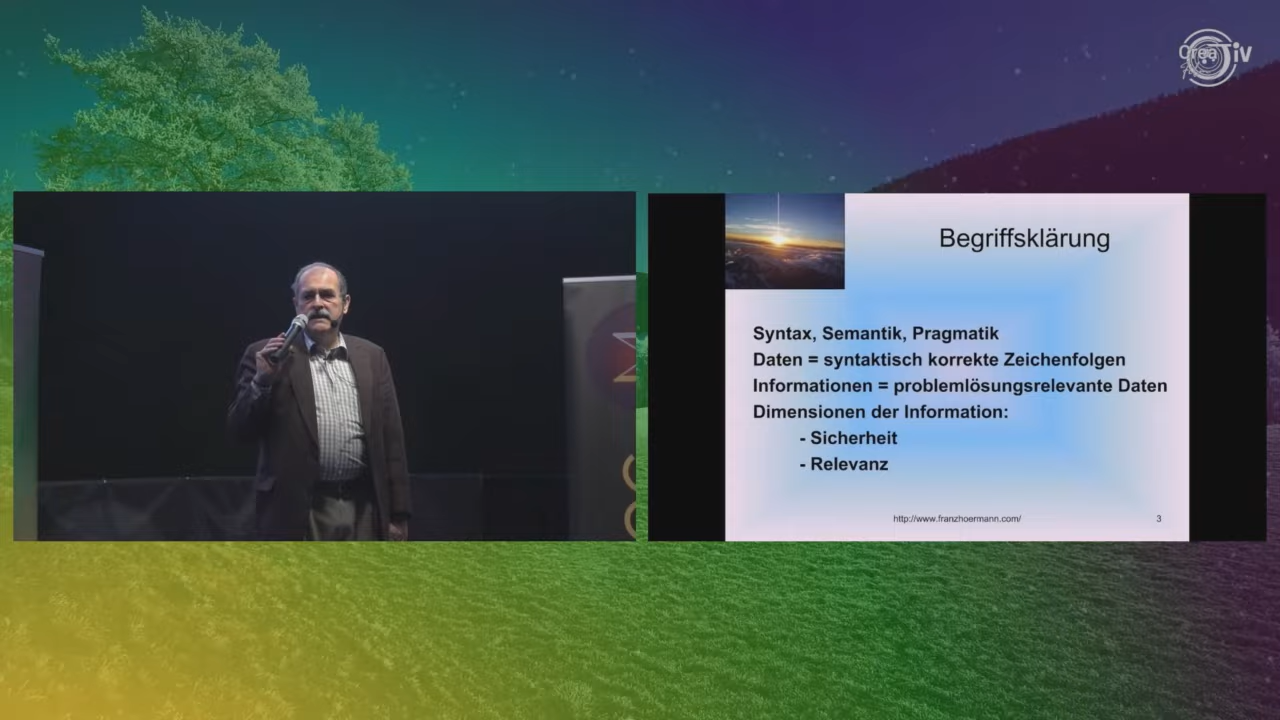 CreaTiv
Begriffsklärung
Syntax, Semantik, Pragmatik
Daten = syntaktisch korrekte Zeichenfolgen
Informationen = problemlösungsrelevante Daten
Dimensionen der Information:
- Sicherheit
- Relevanz
http://www.franzhoermann.com/
3